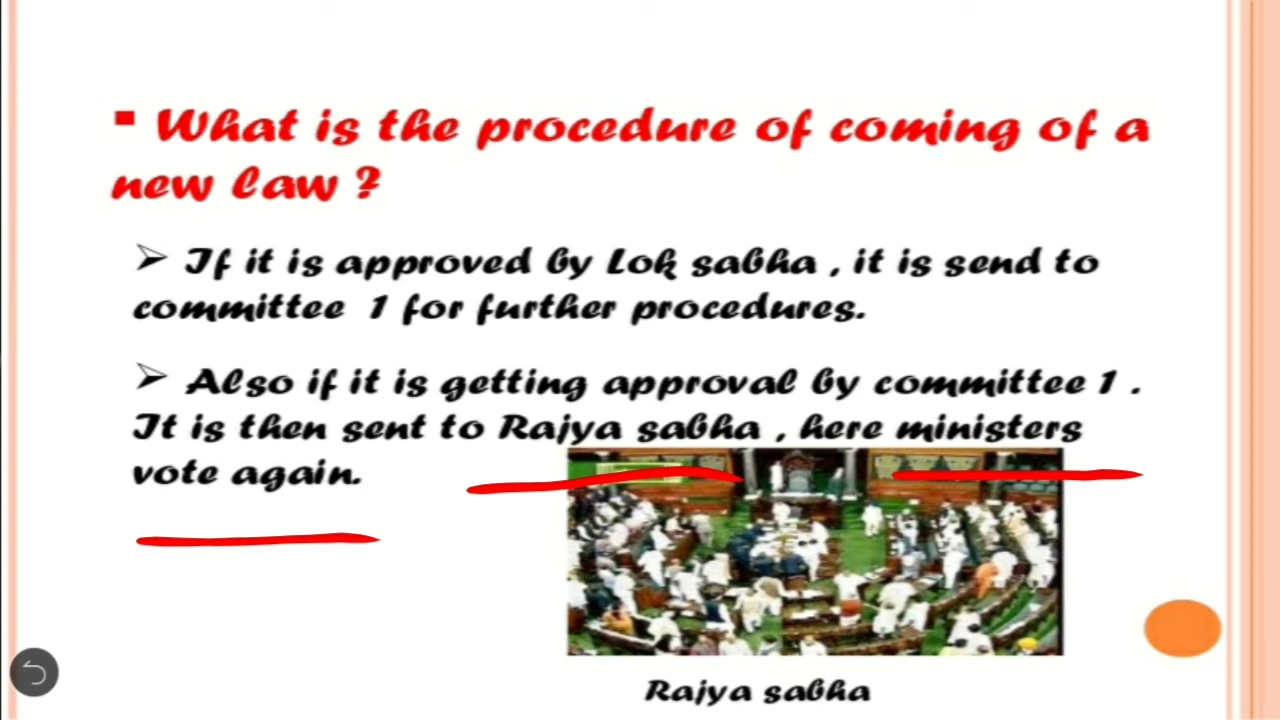 ▪ What is the procedure of coming of a
new law ?
➢ If it is approved by Lok sabha , it is send to
committee 1 for further procedures.
➢ Also if it is getting approval by committee 1 .
It is then sent to Rajya sabha , here ministers
vote again.
Rajya sabha